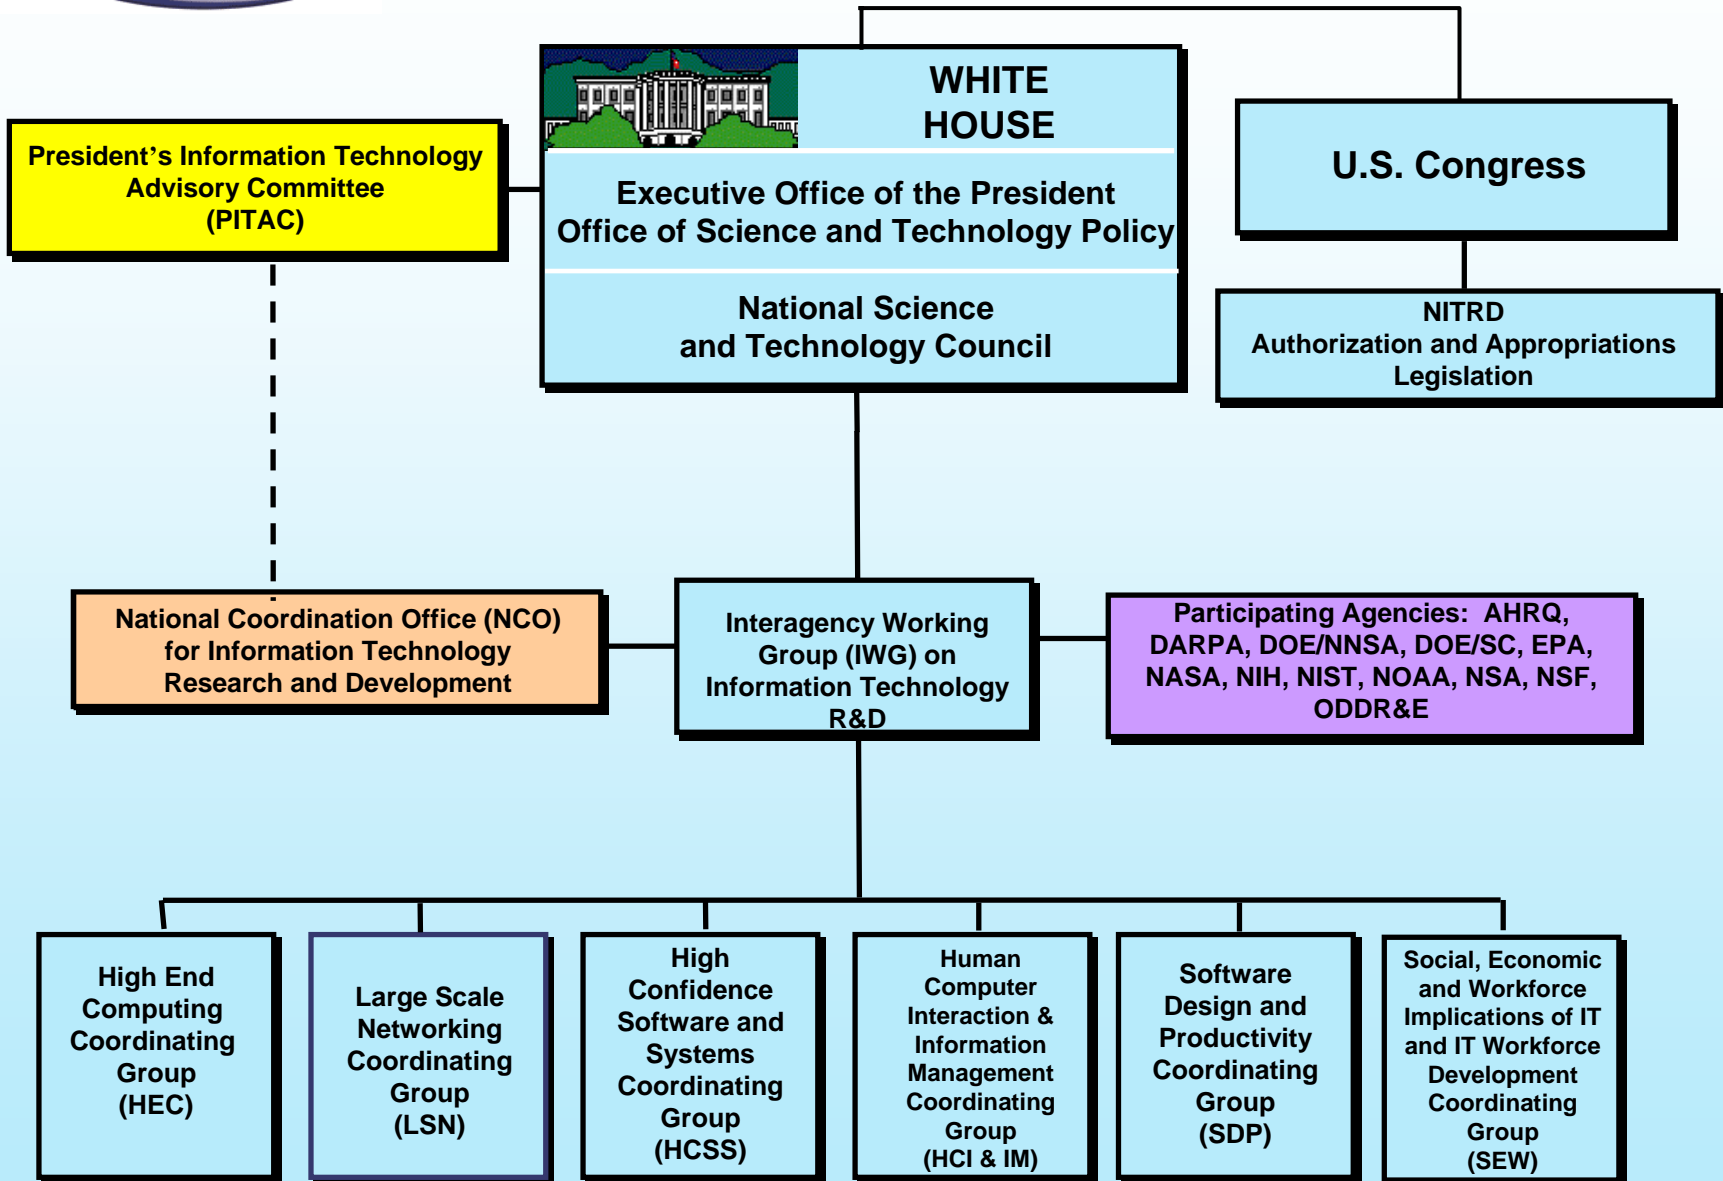 WHITE
HOUSE
Executive Office of the President
Office of Science and Technology Policy
National Science
and Technology Council
President’s Information Technology
Advisory Committee
(PITAC)
U.S. Congress
NITRD
Authorization and Appropriations
Legislation
National Coordination Office (NCO)
for Information Technology
Research and Development
Interagency Working
Group (IWG) on
Information Technology
R&D
Participating Agencies:  AHRQ,
DARPA, DOE/NNSA, DOE/SC, EPA,
NASA, NIH, NIST, NOAA, NSA, NSF,
ODDR&E
High End
Computing
Coordinating
Group
(HEC)
Large Scale
Networking
Coordinating
Group
(LSN)
High
Confidence
Software and
Systems
Coordinating
Group
(HCSS)
Human
Computer
Interaction &
Information
Management
Coordinating
Group
(HCI & IM)
Software
Design and
Productivity
Coordinating
Group
(SDP)
Social, Economic
and Workforce
Implications of IT
and IT Workforce
Development
Coordinating
Group
(SEW)